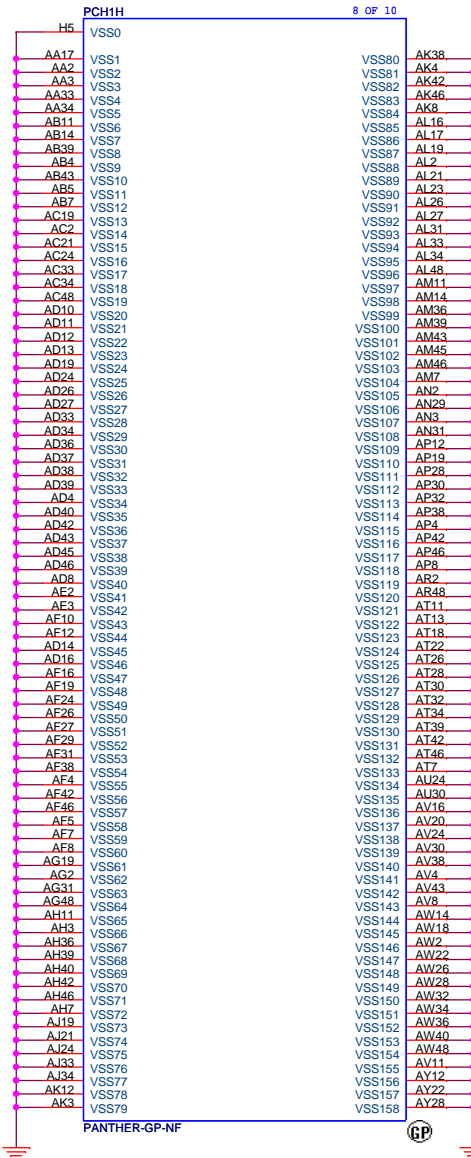 PCH1H 8 OF 10
H5 VSS0
AA17 VSS1 VSS80 AK38
AA2 VSS2 VSS81 AK4
AA3 VSS3 VSS82 AK42
AA33 VSS4 VSS83 AK46
AA34 VSS5 VSS84 AK8
AB11 VSS6 VSS85 AL16
AB14 VSS7 VSS86 AL17
AB39 VSS8 VSS87 AL19
AB4 VSS9 VSS88 AL2
AB43 VSS10 VSS89 AL21
AB5 VSS11 VSS90 AL23
AB7 VSS12 VSS91 AL26
AC19 VSS13 VSS92 AL27
AC2 VSS14 VSS93 AL31
AC21 VSS15 VSS94 AL33
AC24 VSS16 VSS95 AL34
AC33 VSS17 VSS96 AL48
AC34 VSS18 VSS97 AM11
AC48 VSS19 VSS98 AM14
AD10 VSS20 VSS99 AM36
AD11 VSS21 VSS100 AM39
AD12 VSS22 VSS101 AM43
AD13 VSS23 VSS102 AM45
AD19 VSS24 VSS103 AM46
AD24 VSS25 VSS104 AM7
AD26 VSS26 VSS105 AN2
AD27 VSS27 VSS106 AN29
AD33 VSS28 VSS107 AN3
AD34 VSS29 VSS108 AN31
AD36 VSS30 VSS109 AP12
AD37 VSS31 VSS110 AP19
AD38 VSS32 VSS111 AP28
AD39 VSS33 VSS112 AP30
AD4 VSS34 VSS113 AP32
AD40 VSS35 VSS114 AP38
AD42 VSS36 VSS115 AP4
AD43 VSS37 VSS116 AP42
AD45 VSS38 VSS117 AP46
AD46 VSS39 VSS118 AP8
AD8 VSS40 VSS119 AR2
AE2 VSS41 VSS120 AR48
AE3 VSS42 VSS121 AT11
AF10 VSS43 VSS122 AT13
AF12 VSS44 VSS123 AT18
AD14 VSS45 VSS124 AT22
AD16 VSS46 VSS125 AT26
AF16 VSS47 VSS126 AT28
AF19 VSS48 VSS127 AT30
AF24 VSS49 VSS128 AT32
AF26 VSS50 VSS129 AT34
AF27 VSS51 VSS130 AT39
AF29 VSS52 VSS131 AT42
AF31 VSS53 VSS132 AT46
AF38 VSS54 VSS133 AT7
AF4 VSS55 VSS134 AU24
AF42 VSS56 VSS135 AU30
AF46 VSS57 VSS136 AV16
AF5 VSS58 VSS137 AV20
AF7 VSS59 VSS138 AV24
AF8 VSS60 VSS139 AV30
AG19 VSS61 VSS140 AV38
AG2 VSS62 VSS141 AV4
AG31 VSS63 VSS142 AV43
AG48 VSS64 VSS143 AV8
AH11 VSS65 VSS144 AW14
AH3 VSS66 VSS145 AW18
AH36 VSS67 VSS146 AW2
AH39 VSS68 VSS147 AW22
AH40 VSS69 VSS148 AW26
AH42 VSS70 VSS149 AW28
AH46 VSS71 VSS150 AW32
AH7 VSS72 VSS151 AW34
AJ19 VSS73 VSS152 AW36
AJ21 VSS74 VSS153 AW40
AJ24 VSS75 VSS154 AW48
AJ33 VSS76 VSS155 AV11
AJ34 VSS77 VSS156 AY12
AK12 VSS78 VSS157 AY22
AK3 VSS79 VSS158 AY28
PANTHER-GP-NF GP